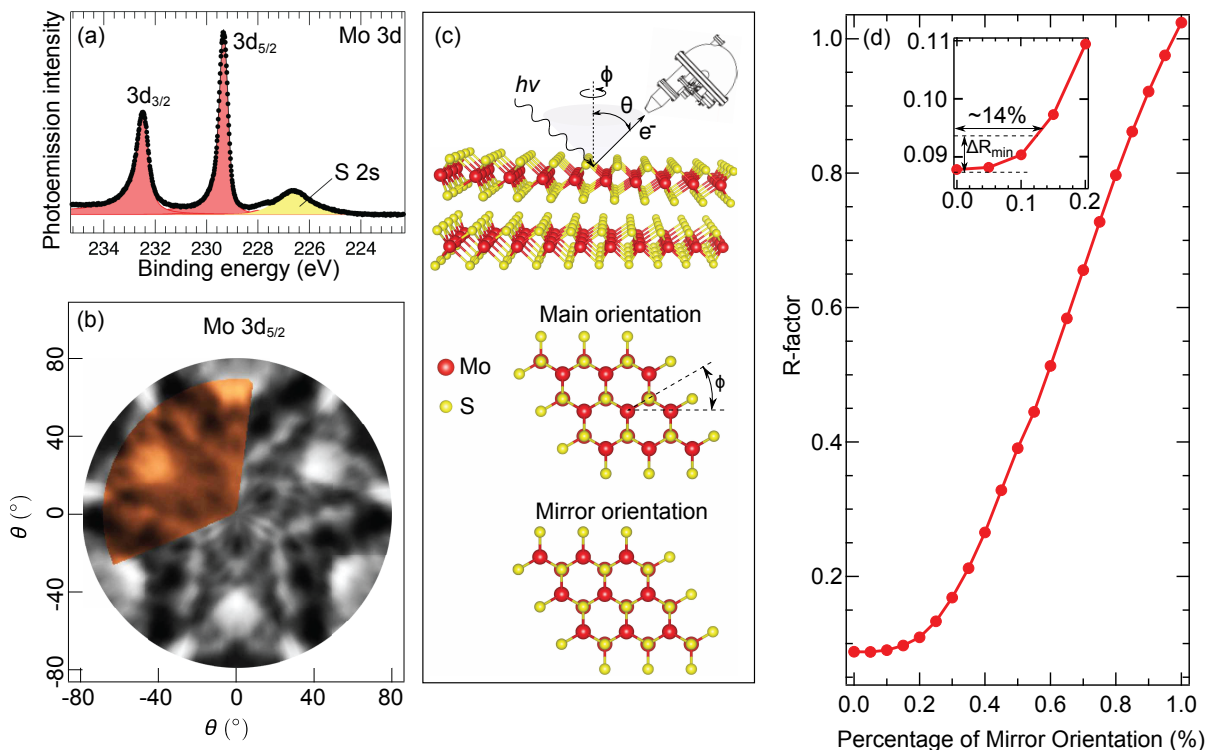 (a)
Mo 3d
3d5/2
3d3/2
S 2s
Photoemission intensity
234 232 230 228 226 224
Binding energy (eV)
(b)
Mo 3d5/2
80
40
0
-40
-80
θ (°)
-80 -40 0 40 80
θ (°)
(c)
hν
ϕ
θ
e-
Main orientation
Mo
S
ϕ
Mirror orientation
(d)
1.0
0.8
0.6
0.4
0.2
R-factor
0.0 0.2 0.4 0.6 0.8 1.0
Percentage of Mirror Orientation (%)
0.11
0.10
0.09
~14%
ΔRmin
0.0 0.1 0.2